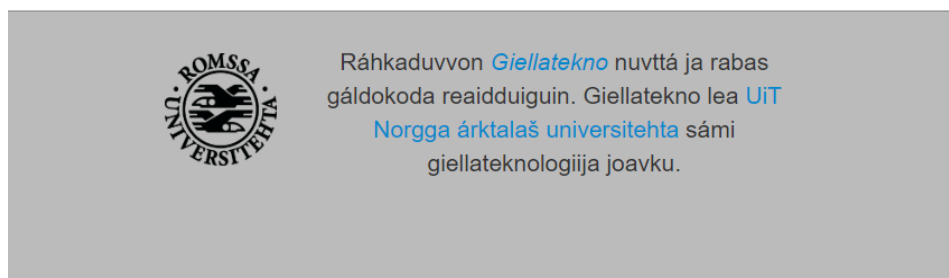 ROMSSA UNIVERSITEHTA
Ráhkaduvvon Giellatekno nuvttá ja rabas
gáldokoda reaidduiguin. Giellatekno lea UiT
Norgga árktalaš universitehta sámi
giellateknologiija joavku.